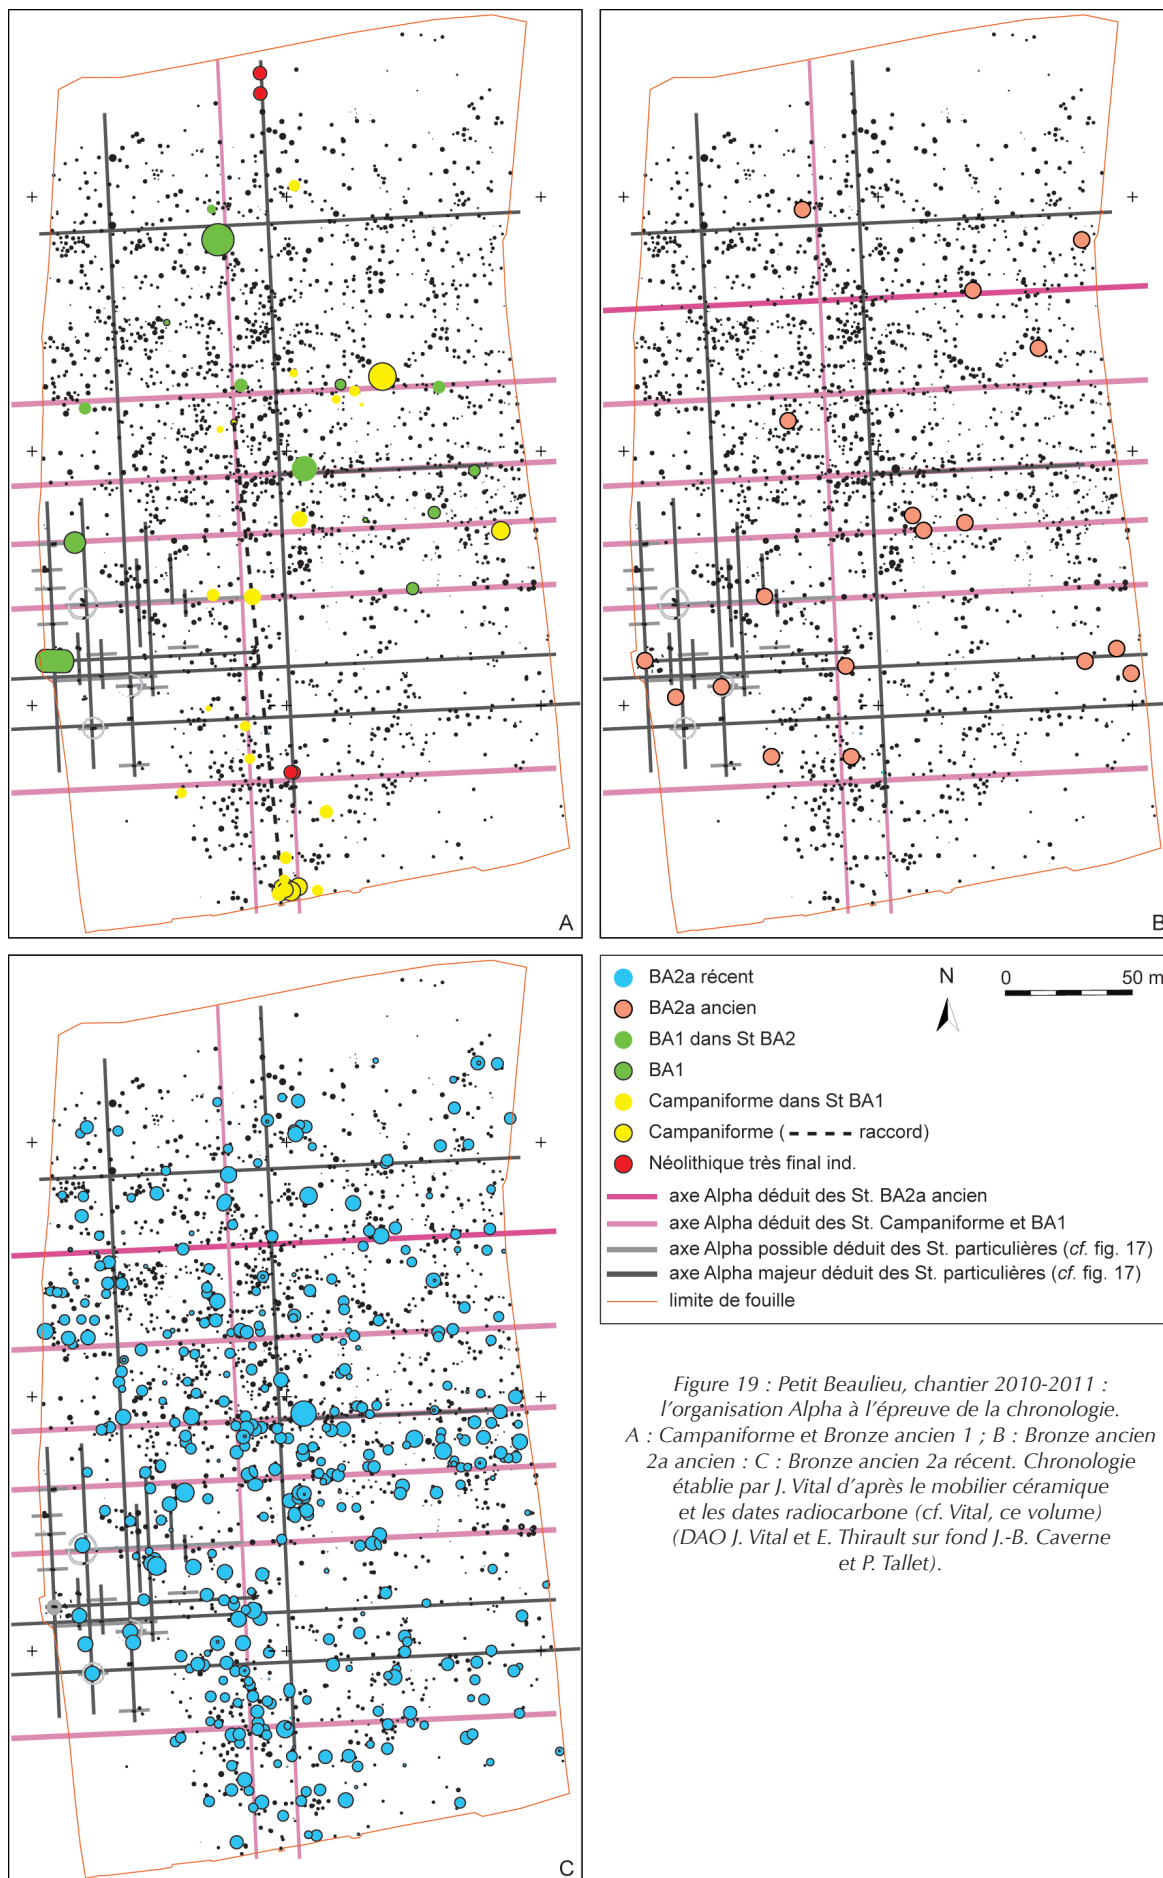 A
B
C
BA2a récent
BA2a ancien
BA1 dans St BA2
BA1
Campaniforme dans St BA1
Campaniforme ( - - - - - raccord)
Néolithique très final ind.
axe Alpha déduit des St. BA2a ancien
axe Alpha déduit des St. Campaniforme et BA1
axe Alpha possible déduit des St. particulières (cf. fig. 17)
axe Alpha majeur déduit des St. particulières (cf. fig. 17)
limite de fouille
N
0 50 m
Figure 19 : Petit Beaulieu, chantier 2010-2011 :
l'organisation Alpha à l'épreuve de la chronologie.
A : Campaniforme et Bronze ancien 1 ; B : Bronze ancien
2a ancien : C : Bronze ancien 2a récent. Chronologie
établie par J. Vital d'après le mobilier céramique
et les dates radiocarbone (cf. Vital, ce volume)
(DAO J. Vital et E. Thirault sur fond J.-B. Caverne
et P. Tallet).